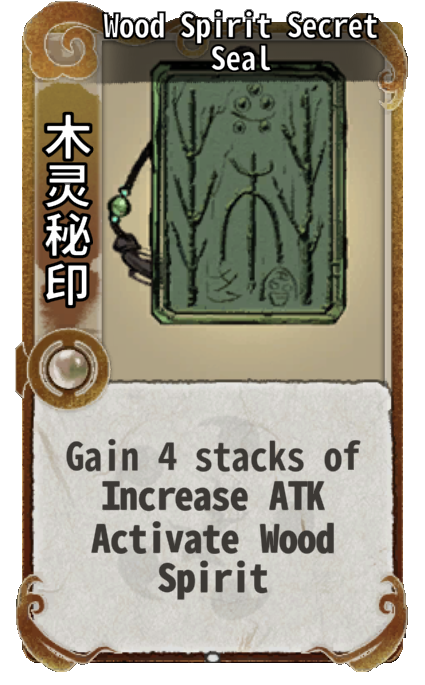 Wood Spirit Secret
Seal
木灵秘印
Gain 4 stacks of
Increase ATK
Activate Wood
Spirit